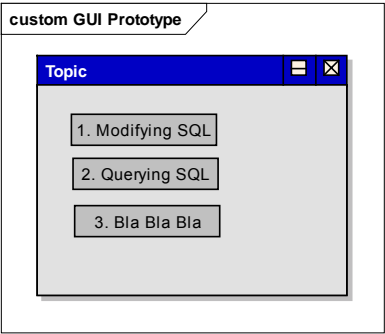 custom GUI Prototype
Topic
1. Modifying SQL
2. Querying SQL
3. Bla Bla Bla